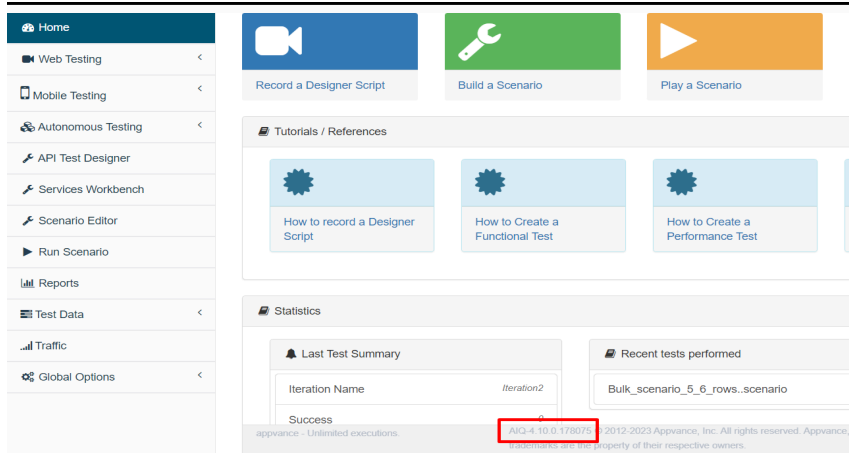 Home
Web Testing
Mobile Testing
Autonomous Testing
API Test Designer
Services Workbench
Scenario Editor
Run Scenario
Reports
Test Data
Traffic
Global Options
Record a Designer Script
Build a Scenario
Play a Scenario
Tutorials / References
How to record a Designer
Script
How to Create a
Functional Test
How to Create a
Performance Test
Statistics
Last Test Summary
Iteration Name Iteration2
Success 0
Recent tests performed
Bulk_scenario_5_6_rows..scenario
appvance - Unlimited executions.
AIQ-4.10.0.178075 © 2012-2023 Appvance, Inc. All rights reserved. Appvance,
trademarks are the property of their respective owners.